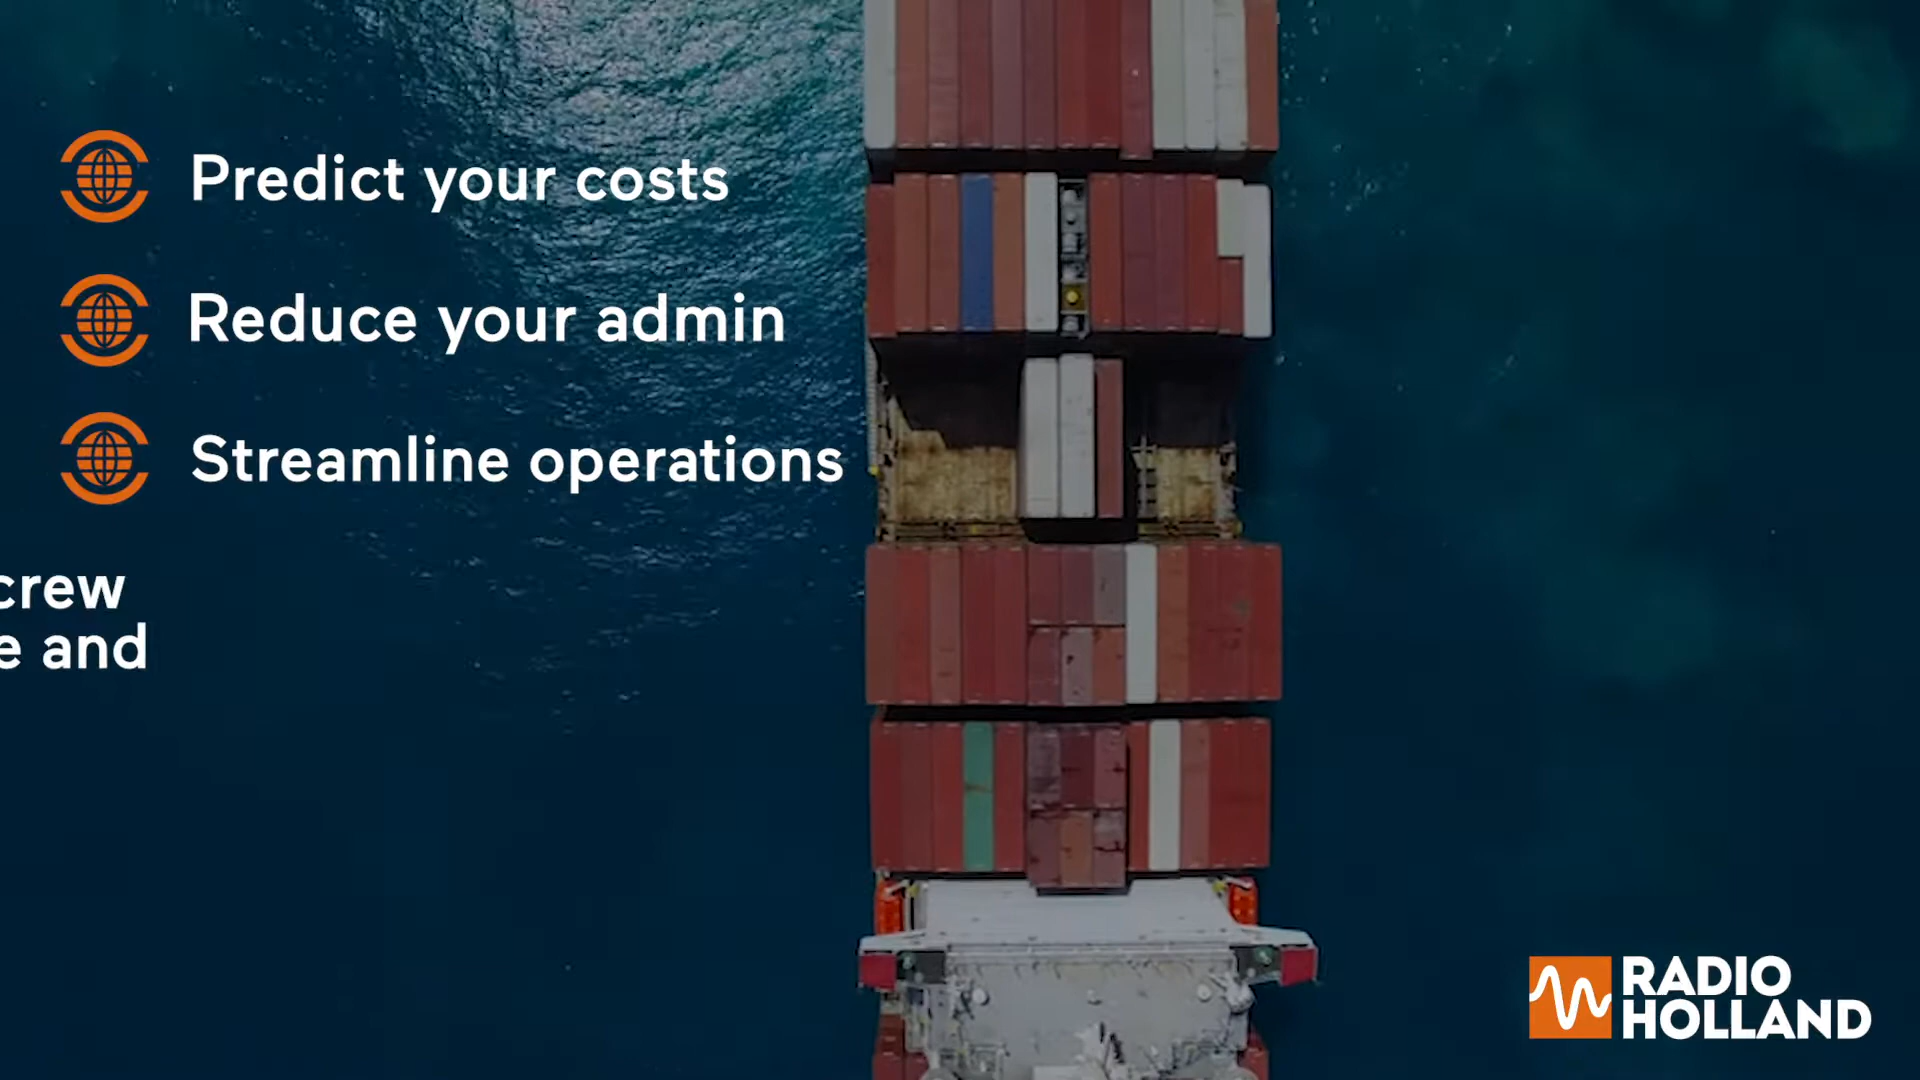 Predict your costs
Reduce your admin
Streamline operations
crew
e and
RADIO
HOLLAND